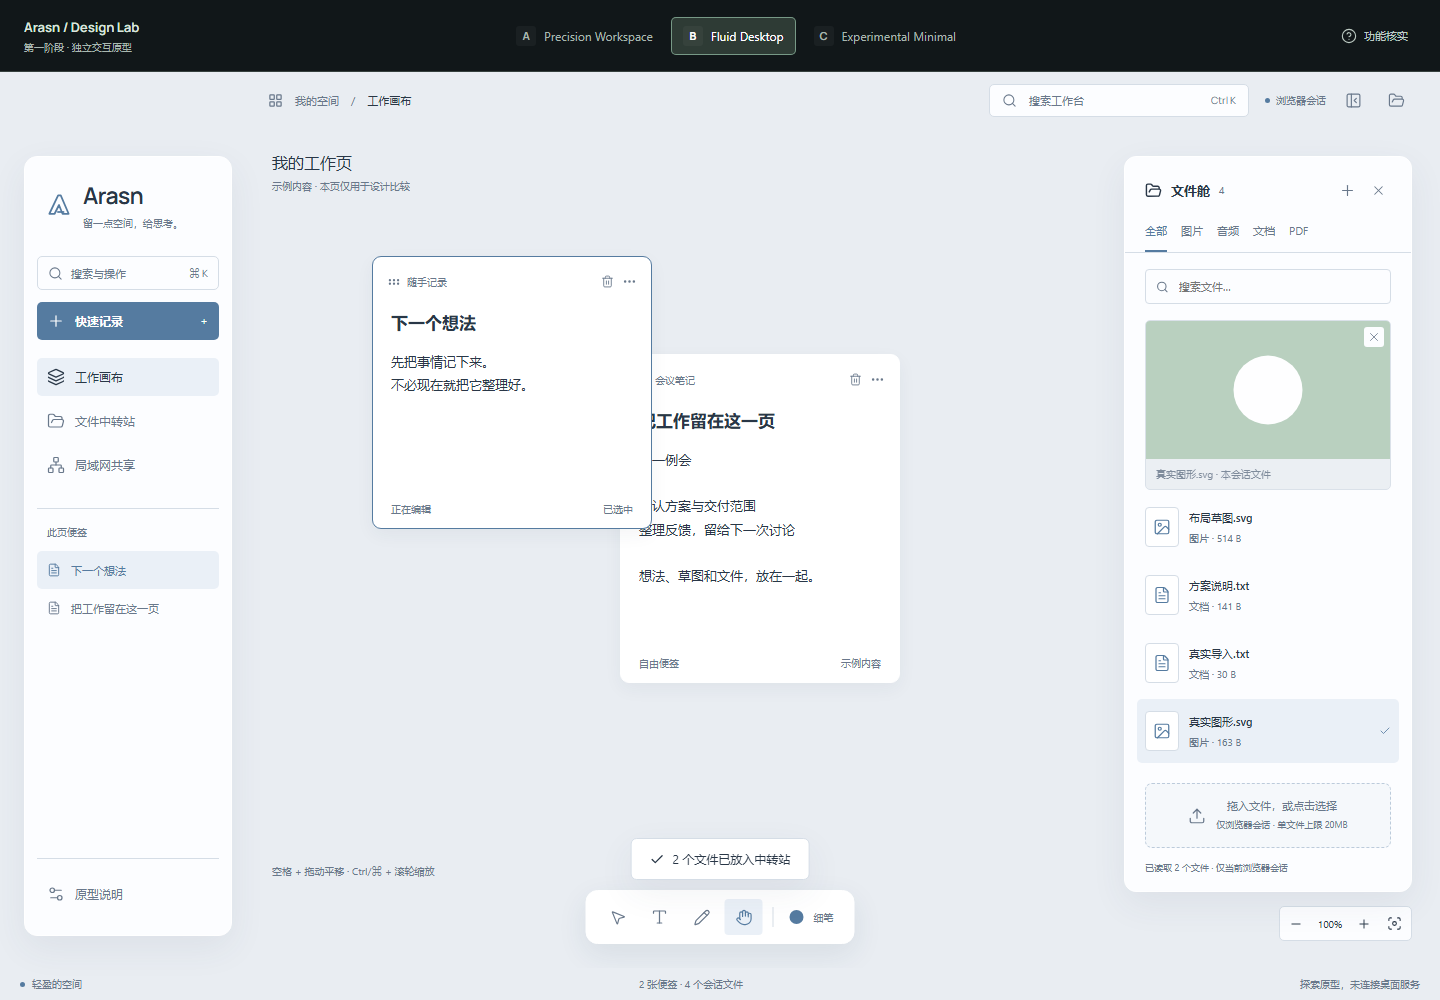 Arasn / Design Lab
第一阶段 · 独立交互原型
A Precision Workspace
B Fluid Desktop
C Experimental Minimal
功能核实
我的空间 / 工作画布
搜索工作台 Ctrl K
浏览器会话
Arasn
留一点空间，给思考。
搜索与操作 ⌘ K
快速记录 +
工作画布
文件中转站
局域网共享
此页便签
下一个想法
把工作留在这一页
原型说明
我的工作页
示例内容 · 本页仅用于设计比较
随手记录
下一个想法
先把事情记下来。
不必现在就把它整理好。
正在编辑 已选中
会议笔记
工作留在这一页
一例会
认方案与交付范围
整理反馈，留给下一次讨论
想法、草图和文件，放在一起。
自由便签 示例内容
空格 + 拖动平移 · Ctrl/⌘ + 滚轮缩放
2 个文件已放入中转站
细笔
文件舱 4
全部 图片 音频 文档 PDF
搜索文件...
真实图形.svg · 本会话文件
布局草图.svg
图片 · 514 B
方案说明.txt
文档 · 141 B
真实导入.txt
文档 · 30 B
真实图形.svg
图片 · 163 B
拖入文件，或点击选择
仅浏览器会话 · 单文件上限 20MB
已读取 2 个文件 · 仅当前浏览器会话
100%
轻盈的空间
2 张便签 · 4 个会话文件
探索原型，未连接桌面服务